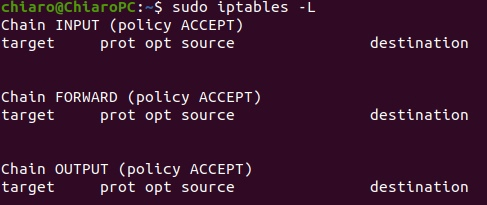 chiaro@ChiaroPC:~$ sudo iptables -L
Chain INPUT (policy ACCEPT)
target     prot opt source               destination

Chain FORWARD (policy ACCEPT)
target     prot opt source               destination

Chain OUTPUT (policy ACCEPT)
target     prot opt source               destination